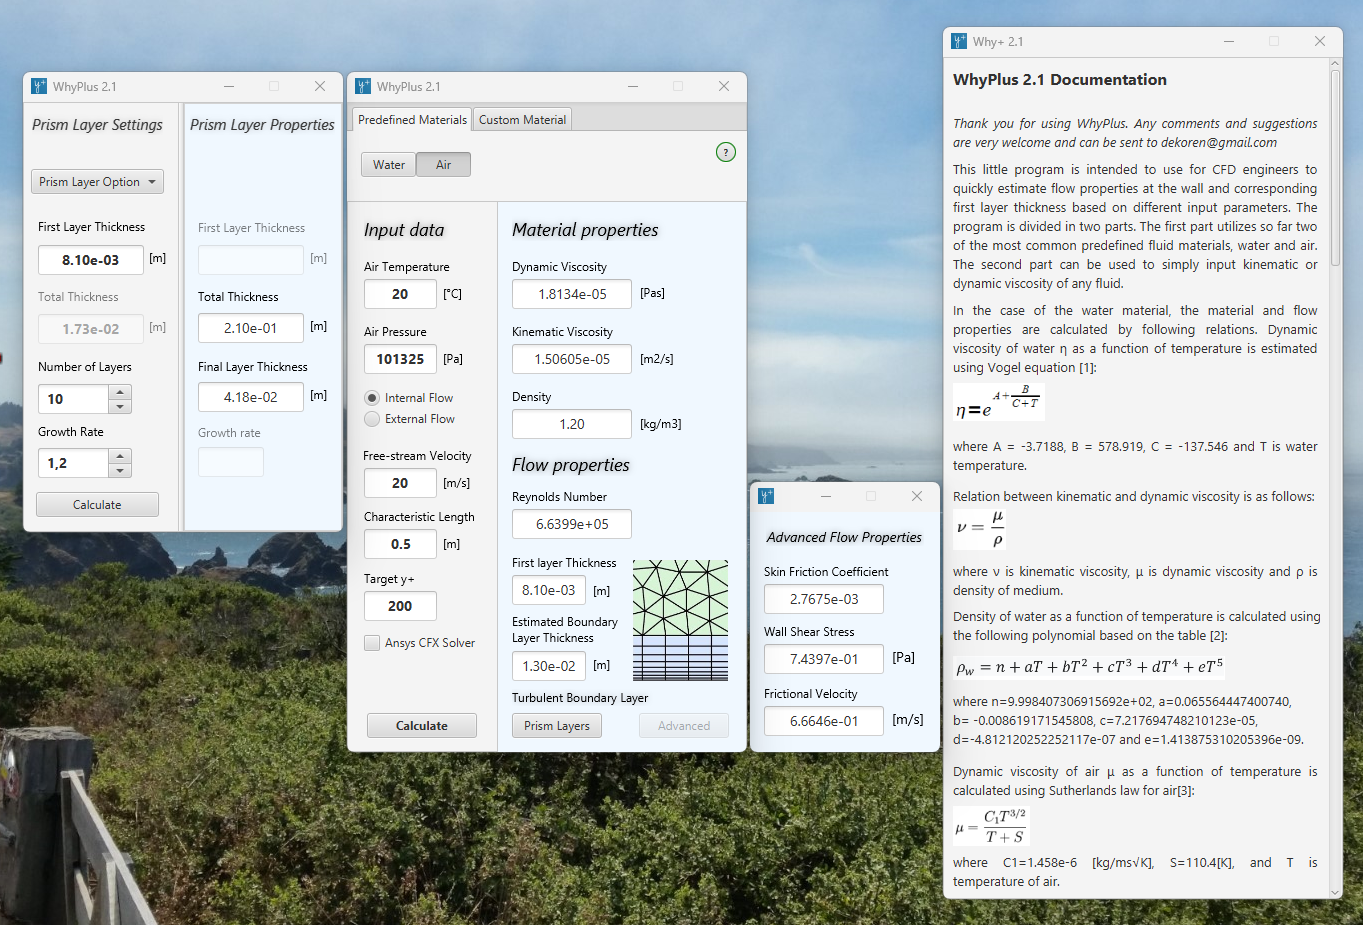 WhyPlus 2.1
Prism Layer Settings
Prism Layer Option
First Layer Thickness
8.10e-03 [m]
Total Thickness
1.73e-02 [m]
Number of Layers
10
Growth Rate
1,2
Calculate
Prism Layer Properties
First Layer Thickness
[m]
Total Thickness
2.10e-01 [m]
Final Layer Thickness
4.18e-02 [m]
Growth rate
WhyPlus 2.1
Predefined Materials Custom Material
Water Air
?
Input data
Air Temperature
20 [°C]
Air Pressure
101325 [Pa]
Internal Flow
External Flow
Free-stream Velocity
20 [m/s]
Characteristic Length
0.5 [m]
Target y+
200
Ansys CFX Solver
Calculate
Material properties
Dynamic Viscosity
1.8134e-05 [Pas]
Kinematic Viscosity
1.50605e-05 [m2/s]
Density
1.20 [kg/m3]
Flow properties
Reynolds Number
6.6399e+05
First layer Thickness
8.10e-03 [m]
Estimated Boundary
Layer Thickness
1.30e-02 [m]
Turbulent Boundary Layer
Prism Layers Advanced
y+
Advanced Flow Properties
Skin Friction Coefficient
2.7675e-03
Wall Shear Stress
7.4397e-01 [Pa]
Frictional Velocity
6.6646e-01 [m/s]
Why+ 2.1
WhyPlus 2.1 Documentation
Thank you for using WhyPlus. Any comments and suggestions
are very welcome and can be sent to dekoren@gmail.com
This little program is intended to use for CFD engineers to
quickly estimate flow properties at the wall and corresponding
first layer thickness based on different input parameters. The
program is divided in two parts. The first part utilizes so far two
of the most common predefined fluid materials, water and air.
The second part can be used to simply input kinematic or
dynamic viscosity of any fluid.
In the case of the water material, the material and flow
properties are calculated by following relations. Dynamic
viscosity of water η as a function of temperature is estimated
using Vogel equation [1]:
η=e^{A+\frac{B}{C+T}}
where A = -3.7188, B = 578.919, C = -137.546 and T is water
temperature.
Relation between kinematic and dynamic viscosity is as follows:
ν = \frac{μ}{ρ}
where ν is kinematic viscosity, μ is dynamic viscosity and ρ is
density of medium.
Density of water as a function of temperature is calculated using
the following polynomial based on the table [2]:
ρ_w = n + aT + bT² + cT³ + dT⁴ + eT⁵
where n=9.998407306915692e+02, a=0.065564447400740,
b= -0.008619171545808, c=7.217694748210123e-05,
d=-4.812120252252117e-07 and e=1.413875310205396e-09.
Dynamic viscosity of air μ as a function of temperature is
calculated using Sutherlands law for air[3]:
μ = \frac{C₁T^{3/2}}{T + S}
where C1=1.458e-6 [kg/ms√K], S=110.4[K], and T is
temperature of air.